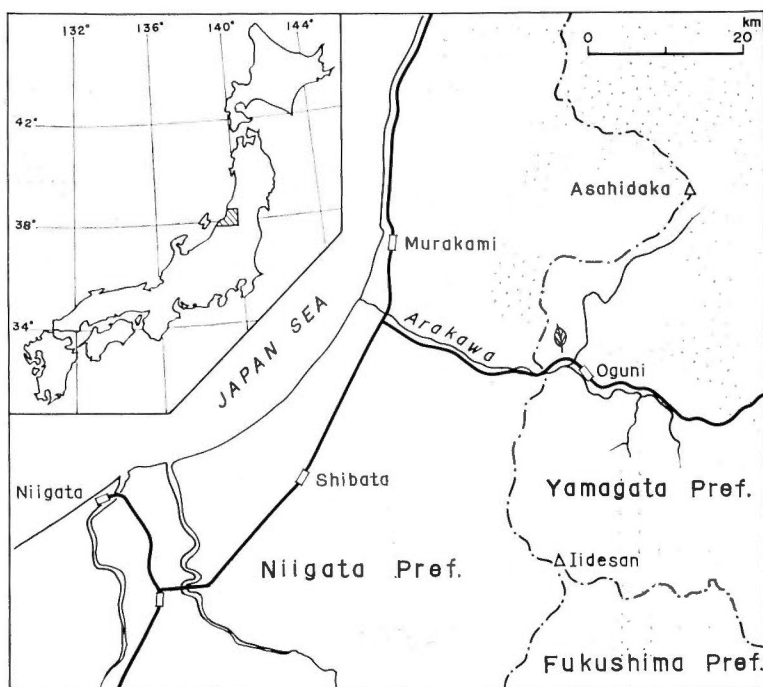 132°
136°
140°
144°
km
0 20
42°
38°
34°
Asahidaka
Murakami
JAPAN SEA
Arakawa
Oguni
Niigata
Shibata
Yamagata Pref.
Niigata Pref.
Iidesan
Fukushima Pref.